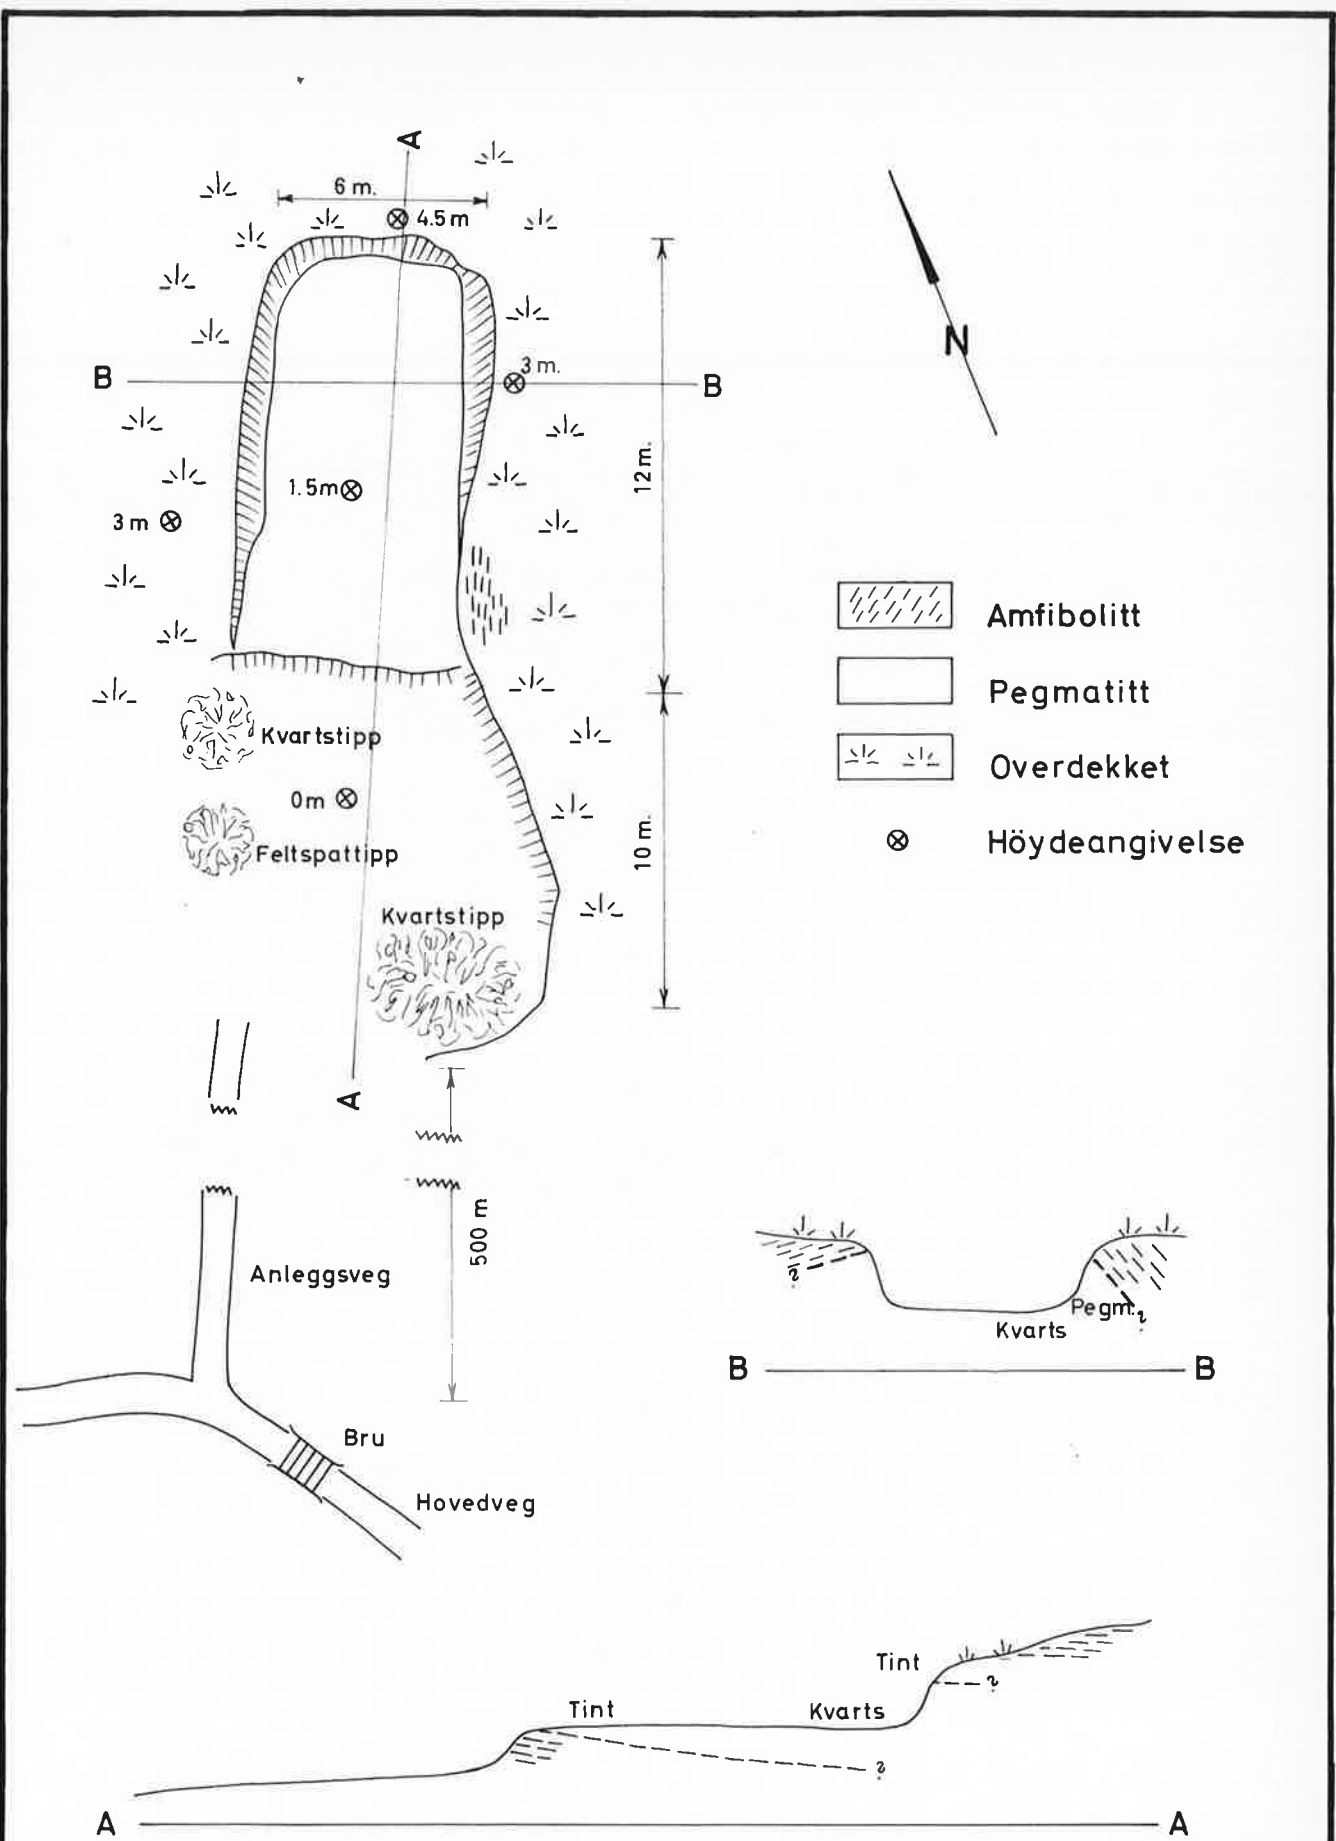 A
6 m.
4.5 m
N
B
3 m.
B
12 m.
1.5 m
3 m
Amfibolitt
Pegmatitt
Overdekket
Höydeangivelse
Kvartstipp
0 m
Feltspattipp
10 m.
Kvartstipp
A
500 m
Anleggsveg
?
Pegm.
?
Kvarts
B
B
Bru
Hovedveg
Tint
?
Tint
Kvarts
?
A
A